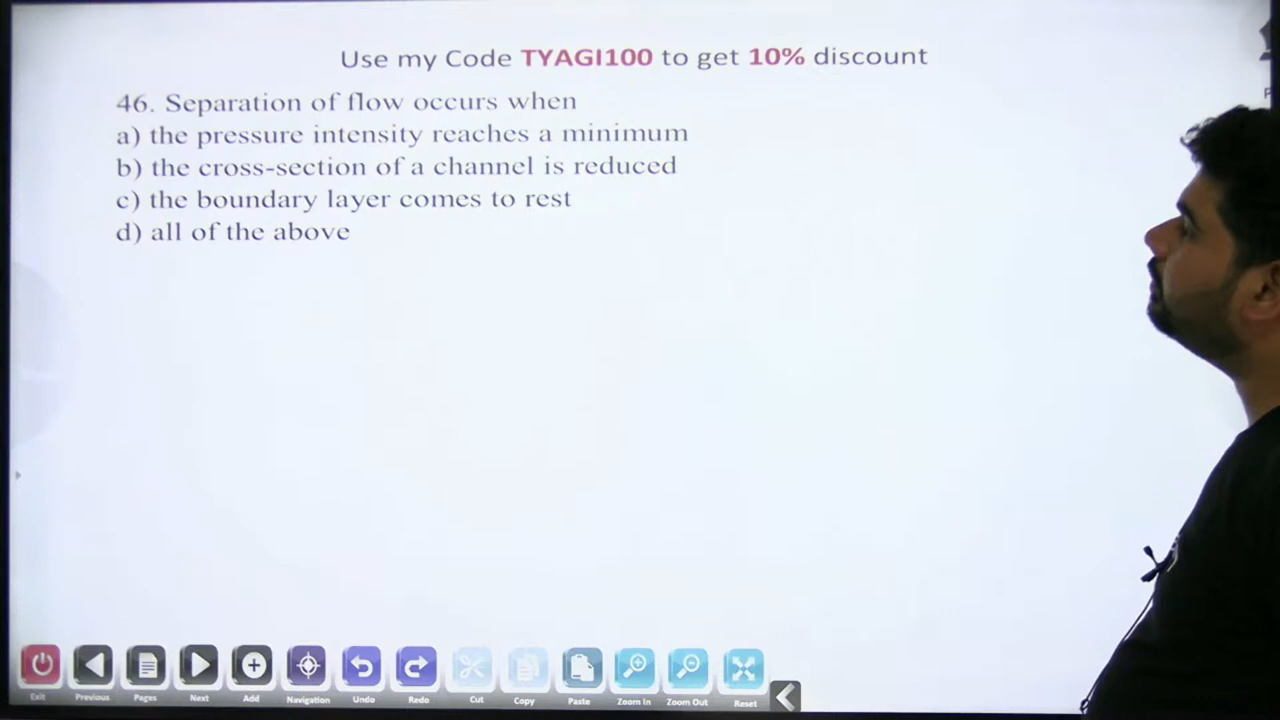 Use my Code TYAGI100 to get 10% discount
46. Separation of flow occurs when
a) the pressure intensity reaches a minimum
b) the cross-section of a channel is reduced
c) the boundary layer comes to rest
d) all of the above
Exit Previous Pages Next Add Navigation Undo Redo Cut Copy Paste Zoom In Zoom Out Reset